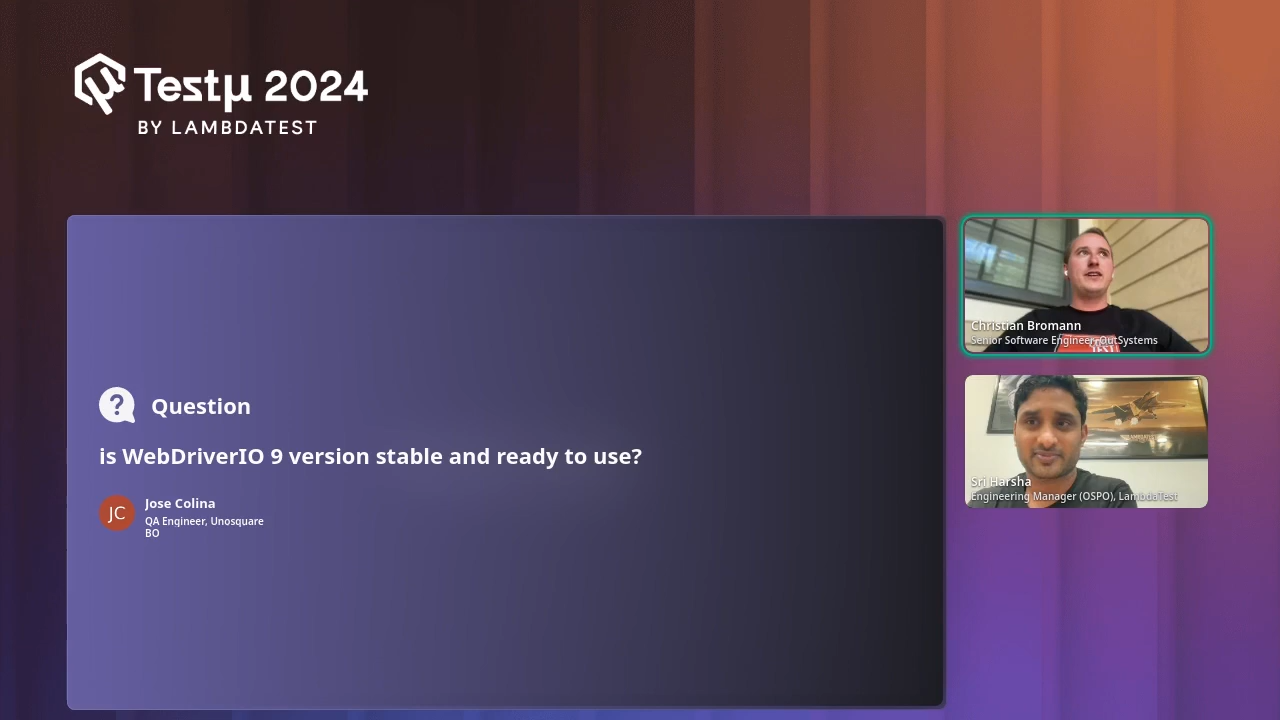 Testμ 2024
BY LAMBDATEST
Question
is WebDriverIO 9 version stable and ready to use?
JC
Jose Colina
QA Engineer, Unosquare
BO
Christian Bromann
Senior Software Engineer, OutSystems
Sri Harsha
Engineering Manager (OSPO), LambdaTest